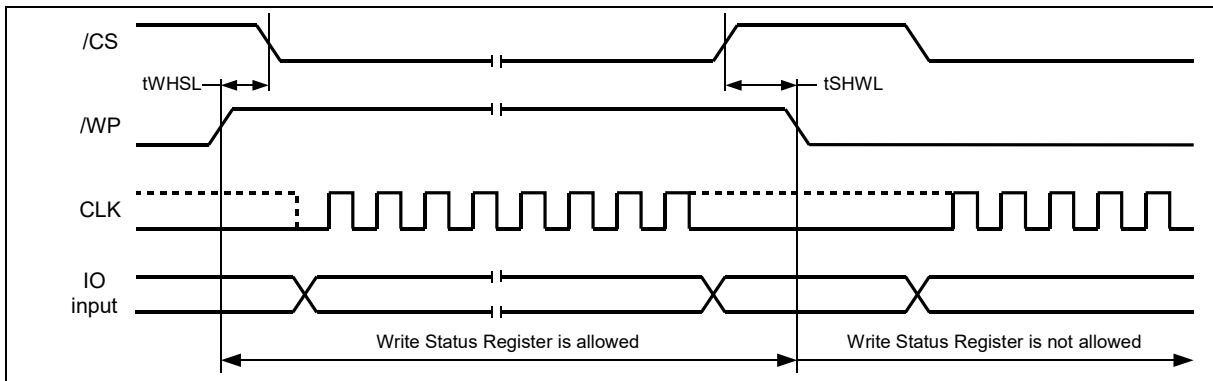 /CS
tWHSL
tSHWL
/WP
CLK
IO
input
Write Status Register is allowed
Write Status Register is not allowed